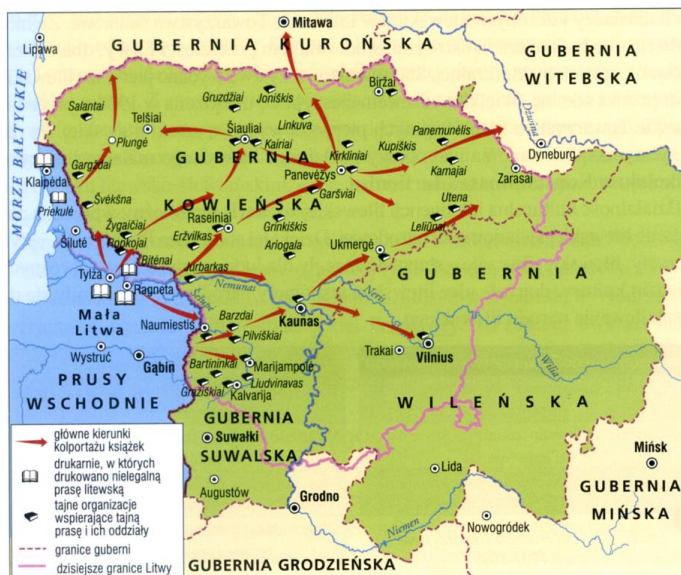 Mitawa
Lipawa
GUBERNIA KUROŃSKA
GUBERNIA
WITEBSKA
MORZE BAŁTYCKIE
Dźwina
Salantai
Gruzdžiai
Joniškis
Biržai
Telšiai
Linkuva
Plungė
Šiauliai
Kairiai
Panemunėlis
Kupiškis
Kirkliniai
Dyneburg
GUBERNIA
Gargždai
Panevėžys
Kamajai
Zarasai
Klaipėda
Garšviai
Priekulė
Švėkšna
KOWIEŃSKA
Utena
Žygaičiai
Raseiniai
Grinkiškis
Leliūnai
Šilutė
Ropkojai
Eržvilkas
Ariogala
Ukmergė
Bitėnai
Jurbarkas
GUBERNIA
Tylża
Ragnėta
Nemunas
Neris
Szeszupa
Mała
Litwa
Naumiestis
Barzdai
Kaunas
Pilviškiai
Wystruć
Gąbin
Bartininkai
Marijampolė
Trakai
Vilnius
Wilia
PRUSY
WSCHODNIE
Gražiškiai
Liudvinavas
Kalvarija
WILEŃSKA
GUBERNIA
Suwałki
SUWALSKA
Mińsk
Augustów
Lida
GUBERNIA
MIŃSKA
Grodno
Niemen
Nowogródek
GUBERNIA GRODZIEŃSKA
główne kierunki
kolportażu książek
drukarnie, w których
drukowano nielegalną
prasę litewską
tajne organizacje
wspierające tajną
prasę i ich oddziały
granice guberni
dzisiejsze granice Litwy